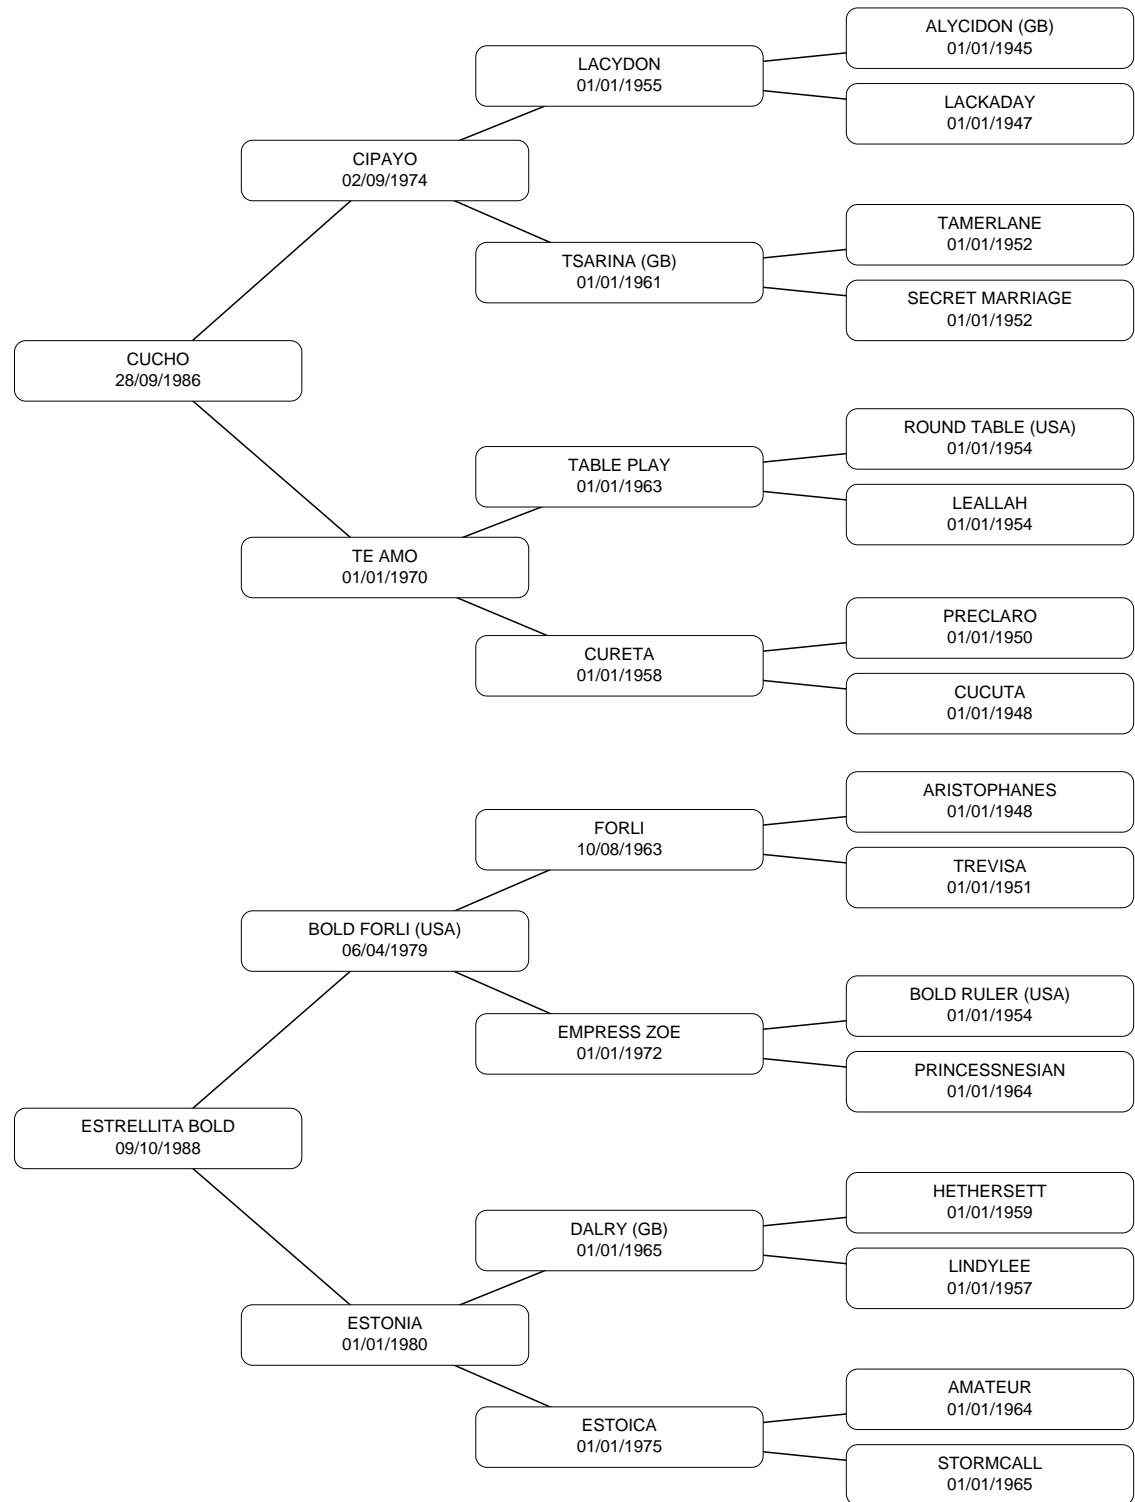 ALYCIDON (GB)
01/01/1945
LACYDON
01/01/1955
LACKADAY
01/01/1947
CIPAYO
02/09/1974
TAMERLANE
01/01/1952
TSARINA (GB)
01/01/1961
SECRET MARRIAGE
01/01/1952
CUCHO
28/09/1986
ROUND TABLE (USA)
01/01/1954
TABLE PLAY
01/01/1963
LEALLAH
01/01/1954
TE AMO
01/01/1970
PRECLARO
01/01/1950
CURETA
01/01/1958
CUCUTA
01/01/1948
ARISTOPHANES
01/01/1948
FORLI
10/08/1963
TREVISA
01/01/1951
BOLD FORLI (USA)
06/04/1979
BOLD RULER (USA)
01/01/1954
EMPRESS ZOE
01/01/1972
PRINCESSNESIAN
01/01/1964
ESTRELLITA BOLD
09/10/1988
HETHERSETT
01/01/1959
DALRY (GB)
01/01/1965
LINDYLEE
01/01/1957
ESTONIA
01/01/1980
AMATEUR
01/01/1964
ESTOICA
01/01/1975
STORMCALL
01/01/1965